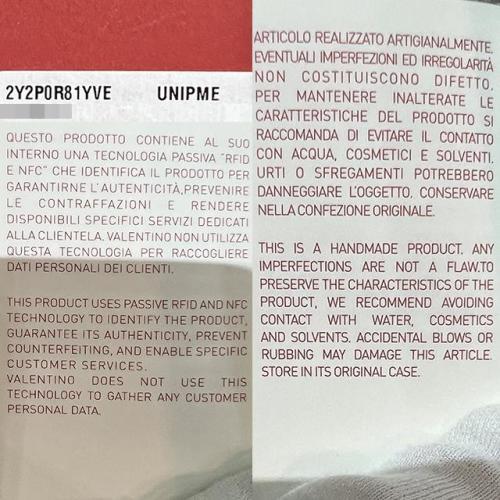 2Y2P0R81YVE UNIPME
QUESTO PRODOTTO CONTIENE AL SUO
INTERNO UNA TECNOLOGIA PASSIVA "RFID
E NFC" CHE IDENTIFICA IL PRODOTTO PER
GARANTIRNE L'AUTENTICITÀ,PREVENIRE
LE CONTRAFFAZIONI E RENDERE
DISPONIBILI SPECIFICI SERVIZI DEDICATI
ALLA CLIENTELA. VALENTINO NON UTILIZZA
QUESTA TECNOLOGIA PER RACCOGLIERE
DATI PERSONALI DEI CLIENTI.
THIS PRODUCT USES PASSIVE RFID AND NFC
TECHNOLOGY TO IDENTIFY THE PRODUCT,
GUARANTEE ITS AUTHENTICITY, PREVENT
COUNTERFEITING, AND ENABLE SPECIFIC
CUSTOMER SERVICES.
VALENTINO DOES NOT USE THIS
TECHNOLOGY TO GATHER ANY CUSTOMER
PERSONAL DATA.
ARTICOLO REALIZZATO ARTIGIANALMENTE.
EVENTUALI IMPERFEZIONI ED IRREGOLARITÀ
NON COSTITUISCONO DIFETTO.
PER MANTENERE INALTERATE LE
CARATTERISTICHE DEL PRODOTTO SI
RACCOMANDA DI EVITARE IL CONTATTO
CON ACQUA, COSMETICI E SOLVENTI.
URTI O SFREGAMENTI POTREBBERO
DANNEGGIARE L'OGGETTO. CONSERVARE
NELLA CONFEZIONE ORIGINALE.
THIS IS A HANDMADE PRODUCT. ANY
IMPERFECTIONS ARE NOT A FLAW.TO
PRESERVE THE CHARACTERISTICS OF THE
PRODUCT, WE RECOMMEND AVOIDING
CONTACT WITH WATER, COSMETICS
AND SOLVENTS. ACCIDENTAL BLOWS OR
RUBBING MAY DAMAGE THIS ARTICLE.
STORE IN ITS ORIGINAL CASE.